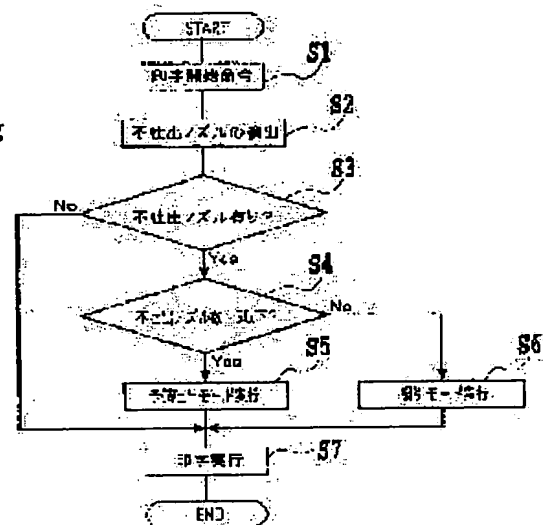 g
START
S1
印字開始命令
S2
不吐出ノズルの検出
S3
No
不吐出ノズル有り?
Yes
S4
No
Yes
S5
S6
S7
印字実行
END